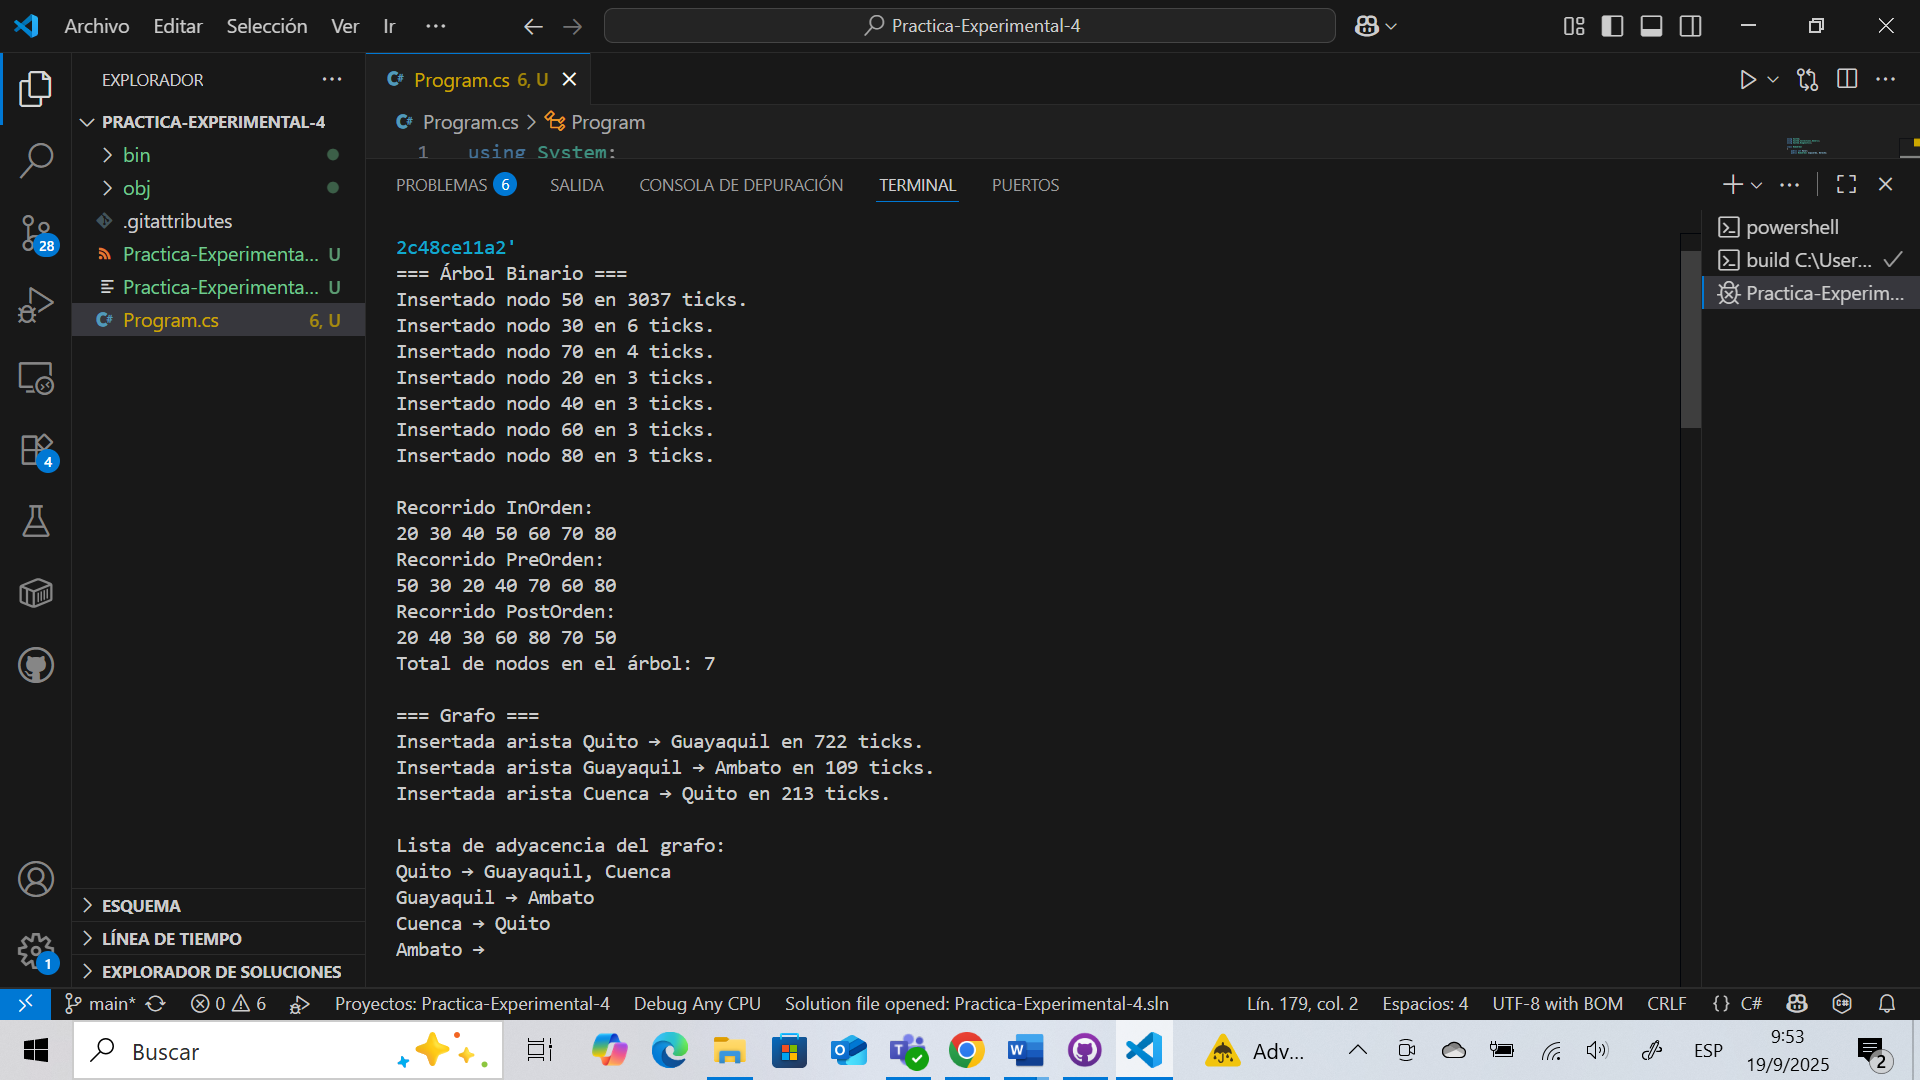 Archivo Editar Selección Ver Ir ··· Practica-Experimental-4
EXPLORADOR ···
PRACTICA-EXPERIMENTAL-4
bin
obj
.gitattributes
Practica-Experimenta... U
Practica-Experimenta... U
Program.cs 6, U
ESQUEMA
LÍNEA DE TIEMPO
EXPLORADOR DE SOLUCIONES
28
4
1
Program.cs 6, U
Program.cs > Program
1 using System;
PROBLEMAS 6 SALIDA CONSOLA DE DEPURACIÓN TERMINAL PUERTOS
powershell
build C:\User...
Practica-Experim...
2c48ce11a2'
=== Árbol Binario ===
Insertado nodo 50 en 3037 ticks.
Insertado nodo 30 en 6 ticks.
Insertado nodo 70 en 4 ticks.
Insertado nodo 20 en 3 ticks.
Insertado nodo 40 en 3 ticks.
Insertado nodo 60 en 3 ticks.
Insertado nodo 80 en 3 ticks.
Recorrido InOrden:
20 30 40 50 60 70 80
Recorrido PreOrden:
50 30 20 40 70 60 80
Recorrido PostOrden:
20 40 30 60 80 70 50
Total de nodos en el árbol: 7
=== Grafo ===
Insertada arista Quito → Guayaquil en 722 ticks.
Insertada arista Guayaquil → Ambato en 109 ticks.
Insertada arista Cuenca → Quito en 213 ticks.
Lista de adyacencia del grafo:
Quito → Guayaquil, Cuenca
Guayaquil → Ambato
Cuenca → Quito
Ambato →
main* 0 6 Proyectos: Practica-Experimental-4 Debug Any CPU Solution file opened: Practica-Experimental-4.sln Lín. 179, col. 2 Espacios: 4 UTF-8 with BOM CRLF {} C#
Buscar Adv... ESP 9:53
19/9/2025 2